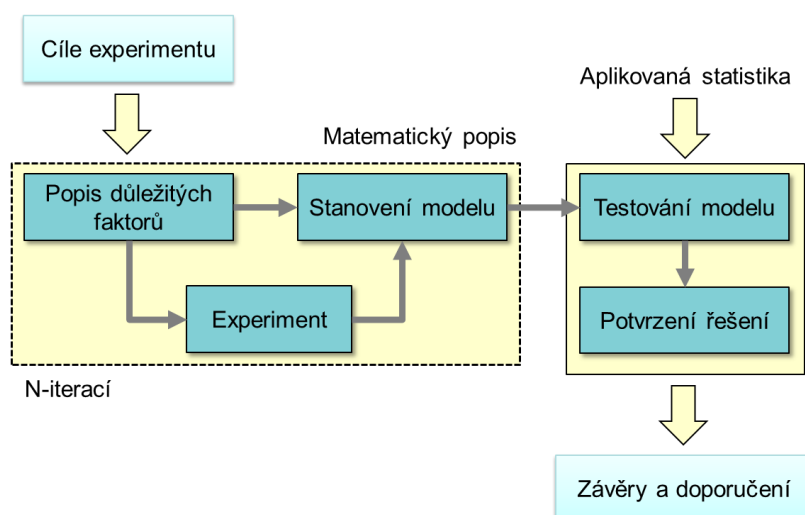 Cíle experimentu
Aplikovaná statistika
Matematický popis
Popis důležitých
faktorů
Stanovení modelu
Testování modelu
Experiment
Potvrzení řešení
N-iterací
Závěry a doporučení